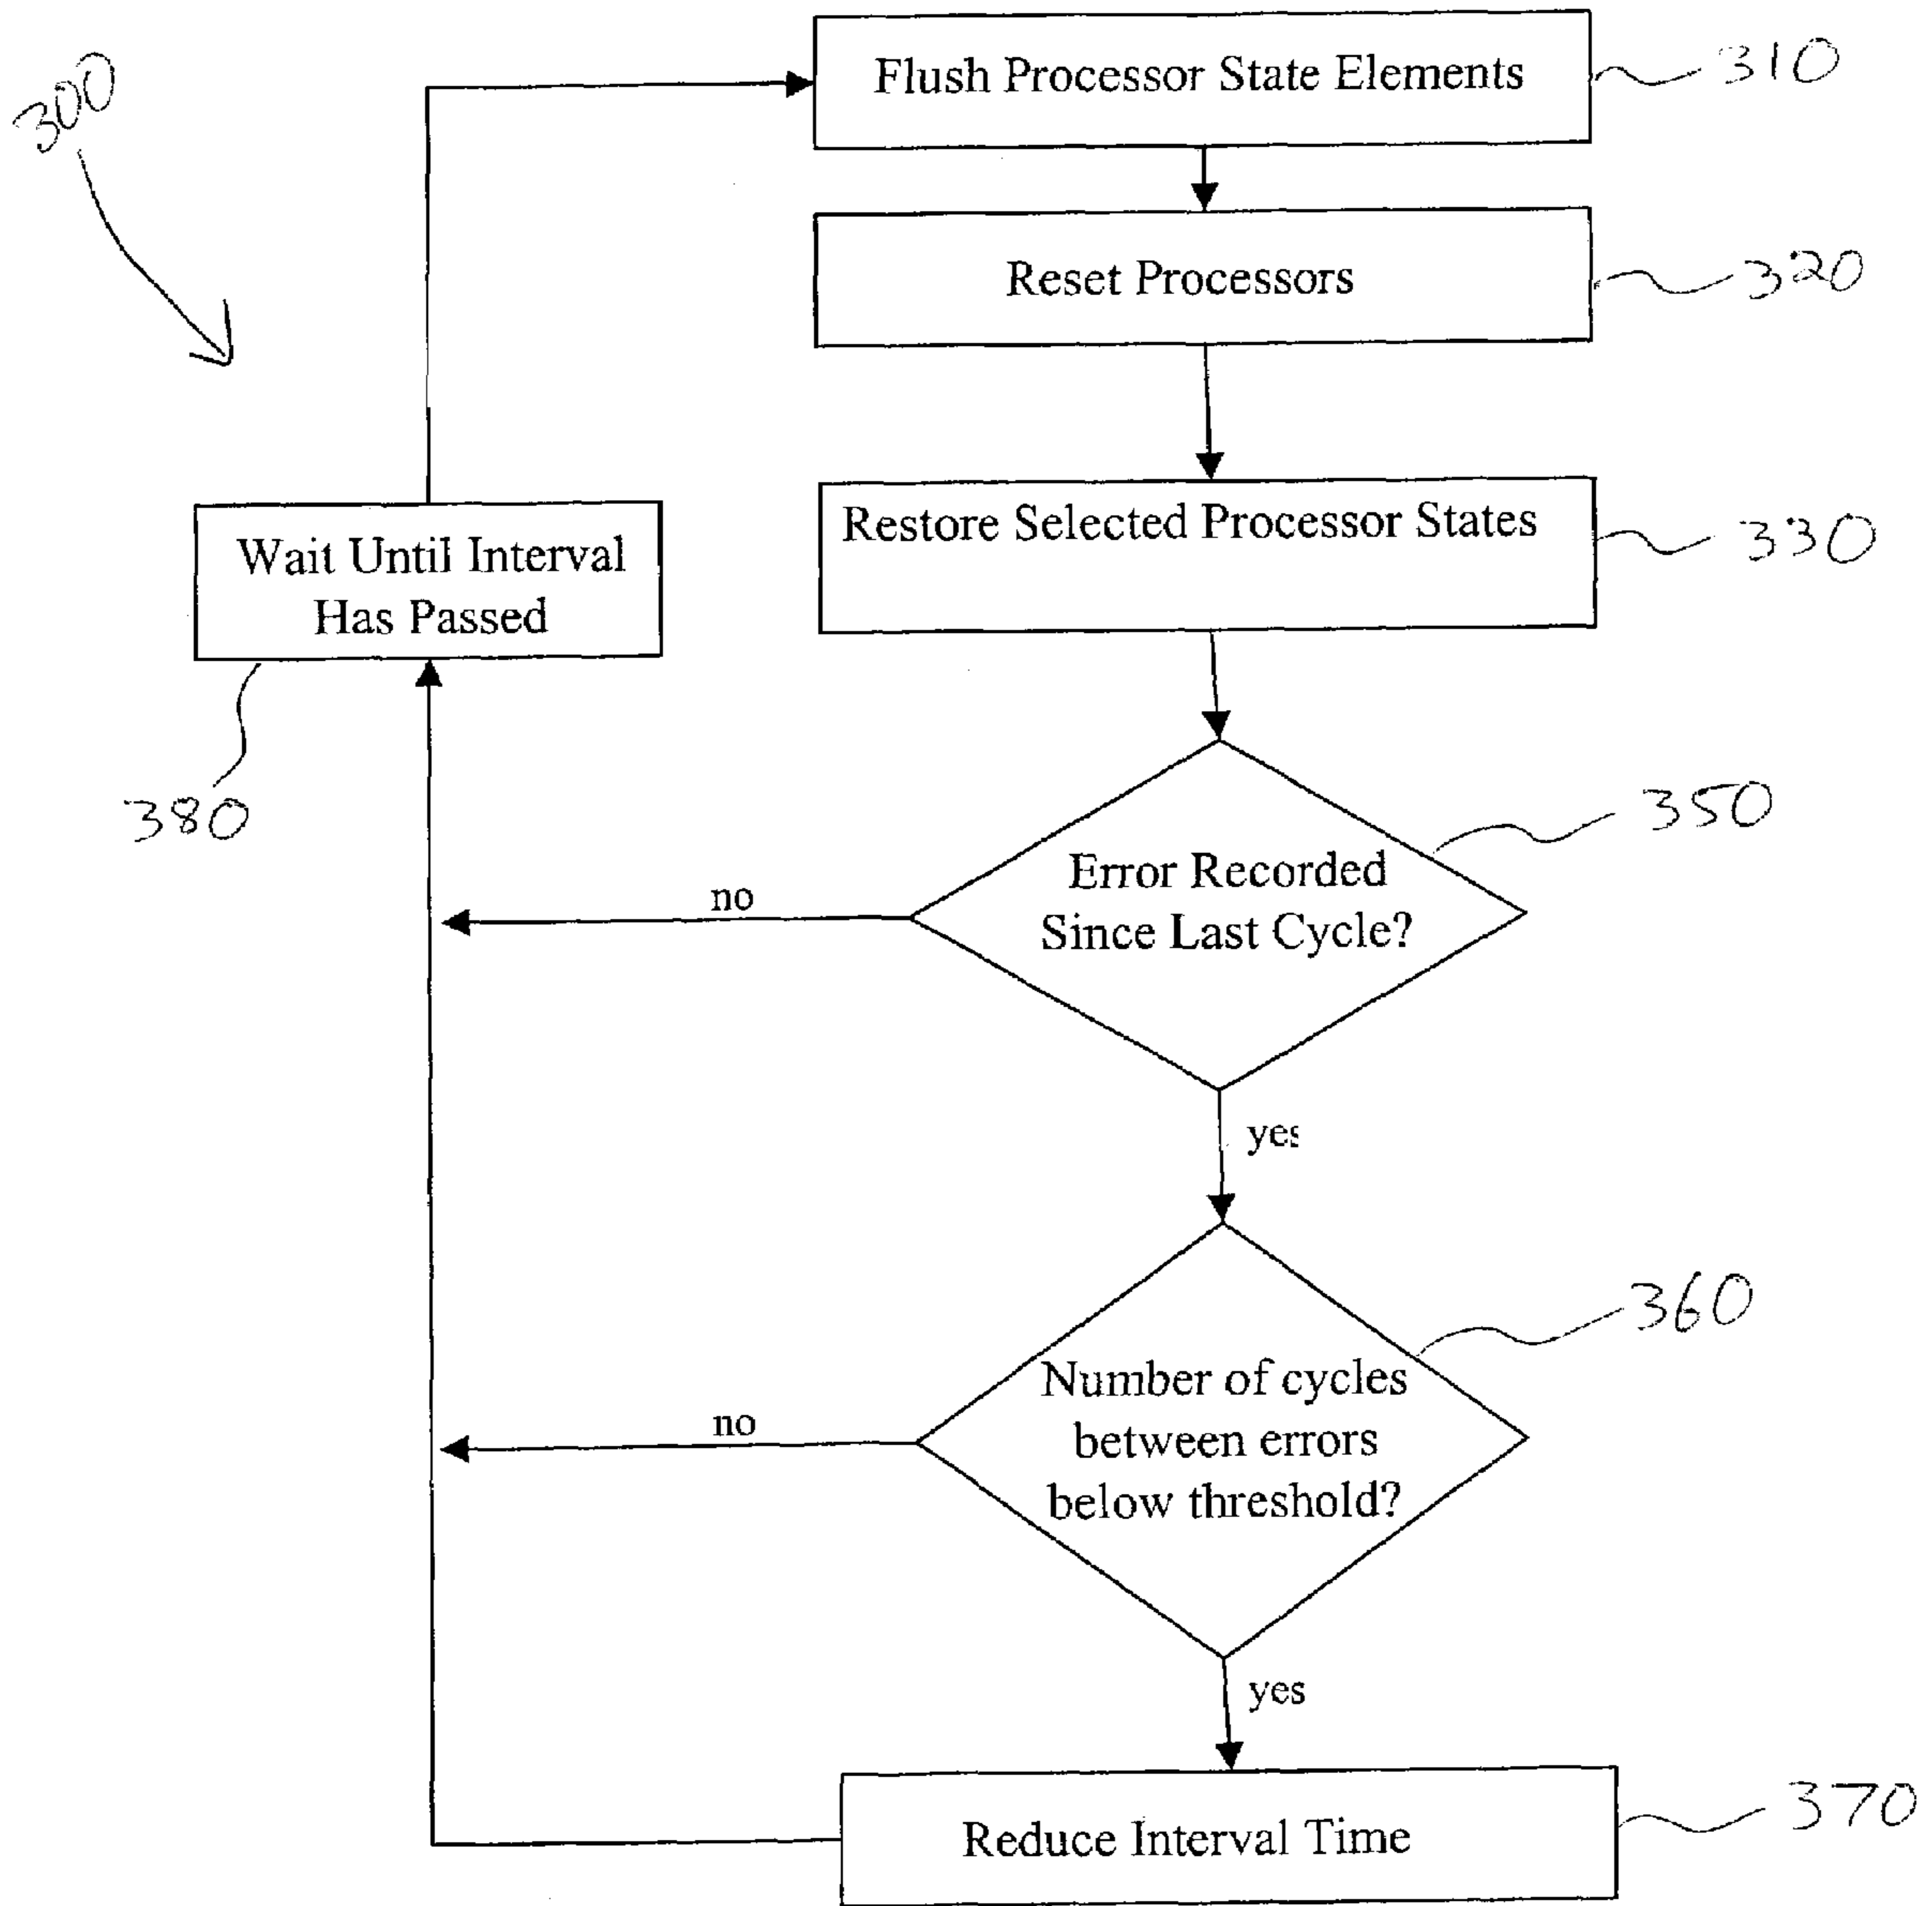 300
Flush Processor State Elements
310
Reset Processors
320
Restore Selected Processor States
330
Wait Until Interval
Has Passed
380
Error Recorded
Since Last Cycle?
350
no
yes
Number of cycles
between errors
below threshold?
360
no
yes
Reduce Interval Time
370